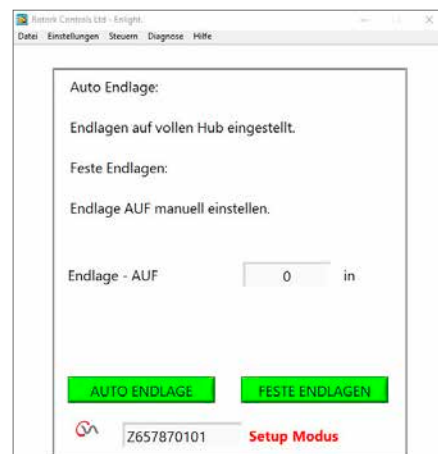 Rotork Controls Ltd - Enlight.
Datei Einstellungen Steuern Diagnose Hilfe
Auto Endlage:
Endlagen auf vollen Hub eingestellt.
Feste Endlagen:
Endlage AUF manuell einstellen.
Endlage - AUF 0 in
AUTO ENDLAGE FESTE ENDLAGEN
Z657870101 Setup Modus